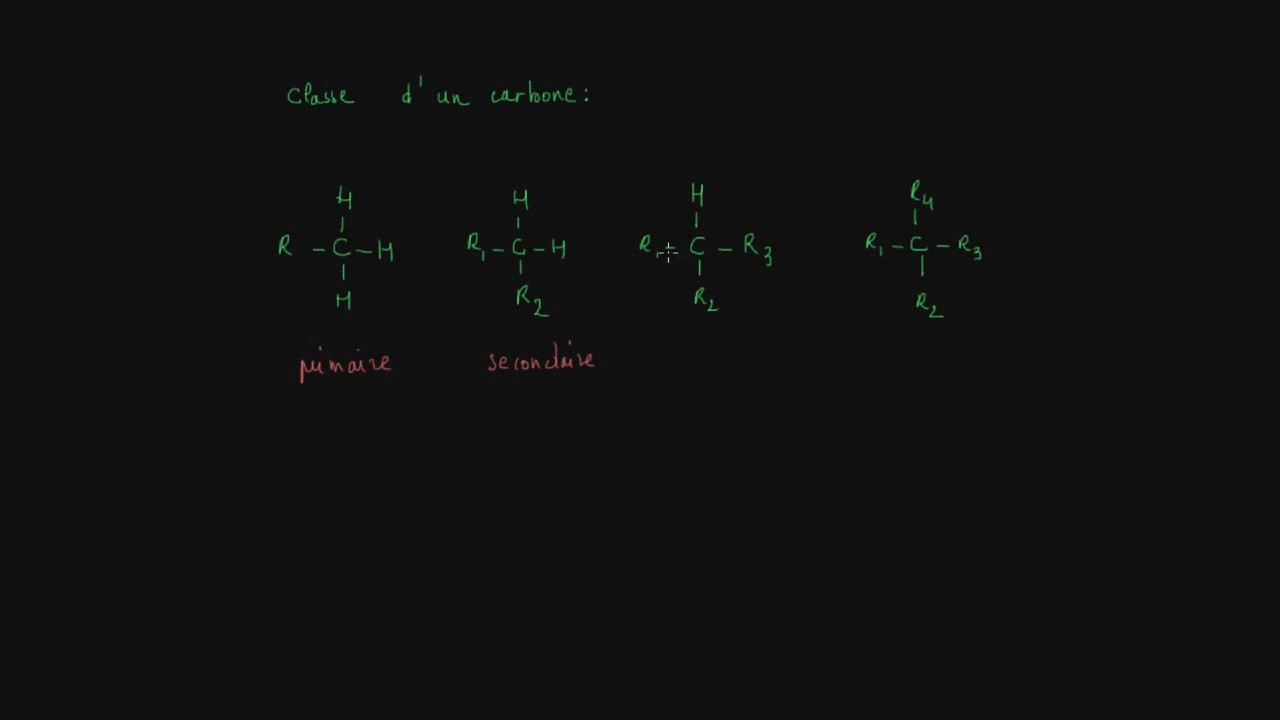 Classe d'un carbone:
H H H R4
R – C – H R1 – C – H R1 – C – R3 R1 – C – R3
H R2 R2 R2
primaire secondaire